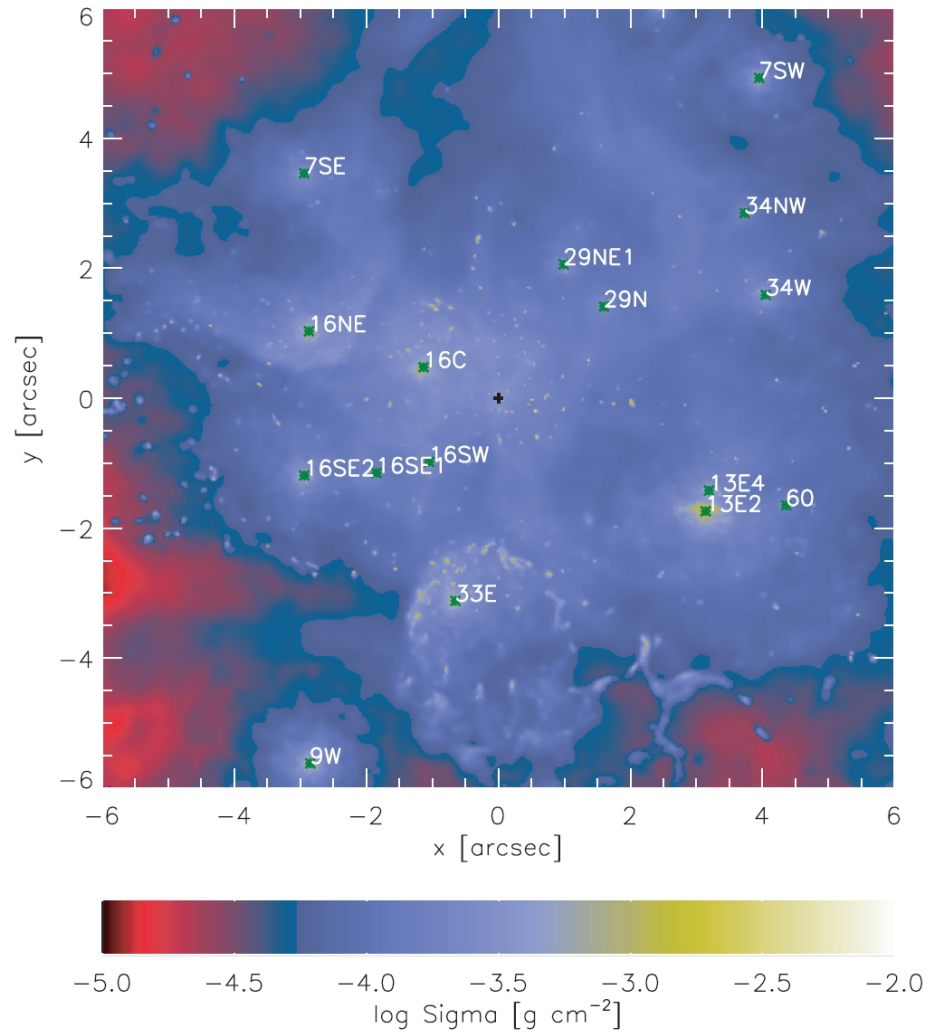 6
7SW
4
7SE
34NW
2
29NE1
34W
29N
16NE
16C
0
16SW
16SE2 16SE1
13E4
13E2 60
−2
33E
−4
9W
−6
−6 −4 −2 0 2 4 6
x [arcsec]
y [arcsec]
−5.0 −4.5 −4.0 −3.5 −3.0 −2.5 −2.0
log Sigma [g cm⁻²]